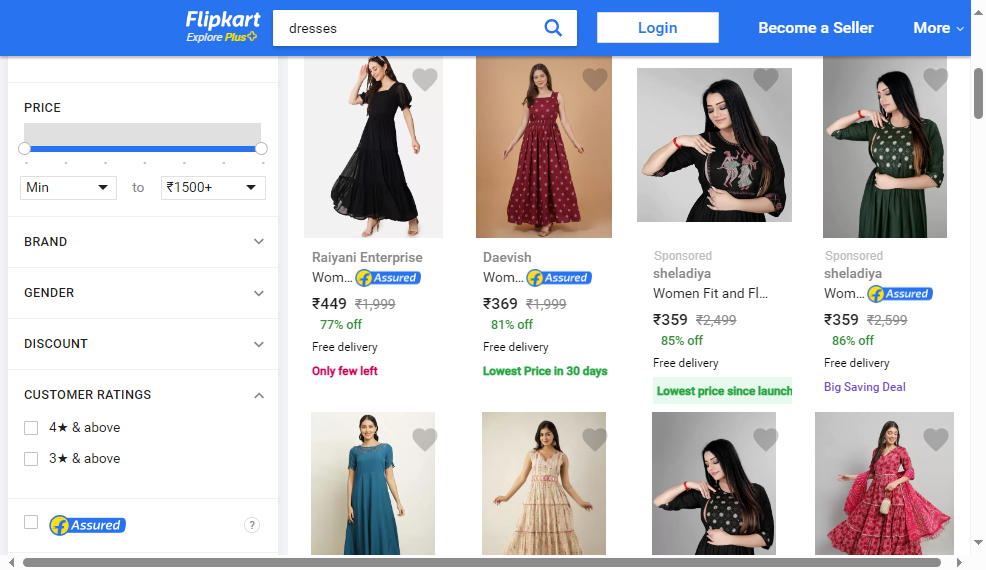 Flipkart
Explore Plus
dresses
Login
Become a Seller
More
PRICE
Min
to
₹1500+
BRAND
GENDER
DISCOUNT
CUSTOMER RATINGS
4★ & above
3★ & above
Assured
?
Raiyani Enterprise
Wom... Assured
₹449 ₹1,999
77% off
Free delivery
Only few left
Daevish
Wom... Assured
₹369 ₹1,999
81% off
Free delivery
Lowest Price in 30 days
Sponsored
sheladiya
Women Fit and Fl...
₹359 ₹2,499
85% off
Free delivery
Lowest price since launch
Sponsored
sheladiya
Wom... Assured
₹359 ₹2,599
86% off
Free delivery
Big Saving Deal